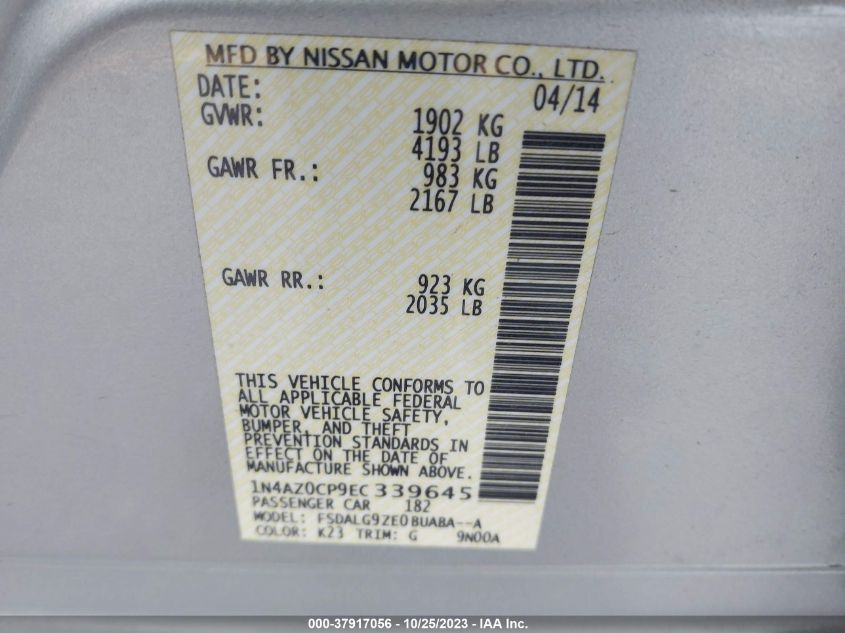 MFD BY NISSAN MOTOR CO., LTD.
DATE: 04/14
GVWR: 1902 KG
4193 LB
GAWR FR.: 983 KG
2167 LB
GAWR RR.: 923 KG
2035 LB
THIS VEHICLE CONFORMS TO
ALL APPLICABLE FEDERAL
MOTOR VEHICLE SAFETY,
BUMPER, AND THEFT
PREVENTION STANDARDS IN
EFFECT ON THE DATE OF
MANUFACTURE SHOWN ABOVE.
1N4AZ0CP9EC339645
PASSENGER CAR 182
MODEL: FSDALG9ZE0BUABA--A
COLOR: K23 TRIM: G 9N00A
000-37917056 - 10/25/2023 - IAA Inc.